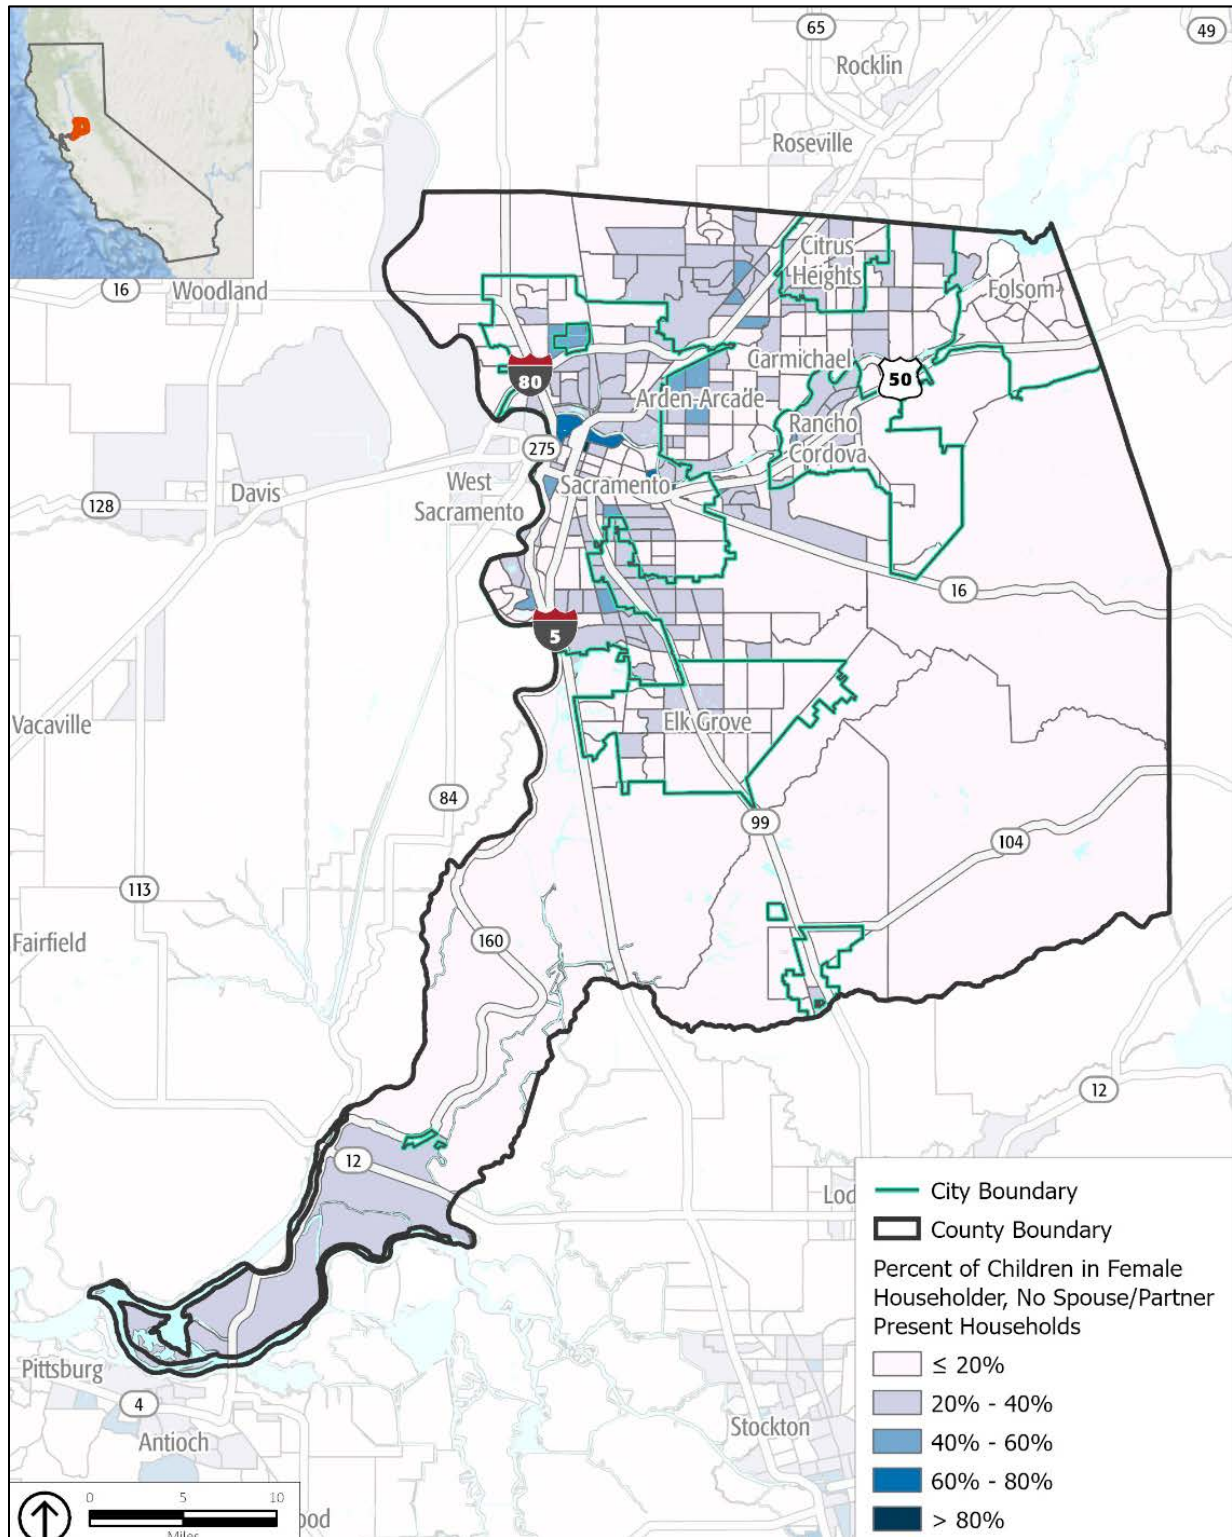 65
49
Rocklin
Roseville
16
Woodland
Citrus
Heights
Folsom
Carmichael
80
50
Arden-Arcade
Rancho
Cordova
275
West
Sacramento
Sacramento
Davis
128
16
5
Vacaville
Elk Grove
84
99
104
113
Fairfield
160
12
12
Lod
Pittsburg
4
Antioch
Stockton
ood
City Boundary
County Boundary
Percent of Children in Female
Householder, No Spouse/Partner
Present Households
≤ 20%
20% - 40%
40% - 60%
60% - 80%
> 80%
0 5 10
Miles